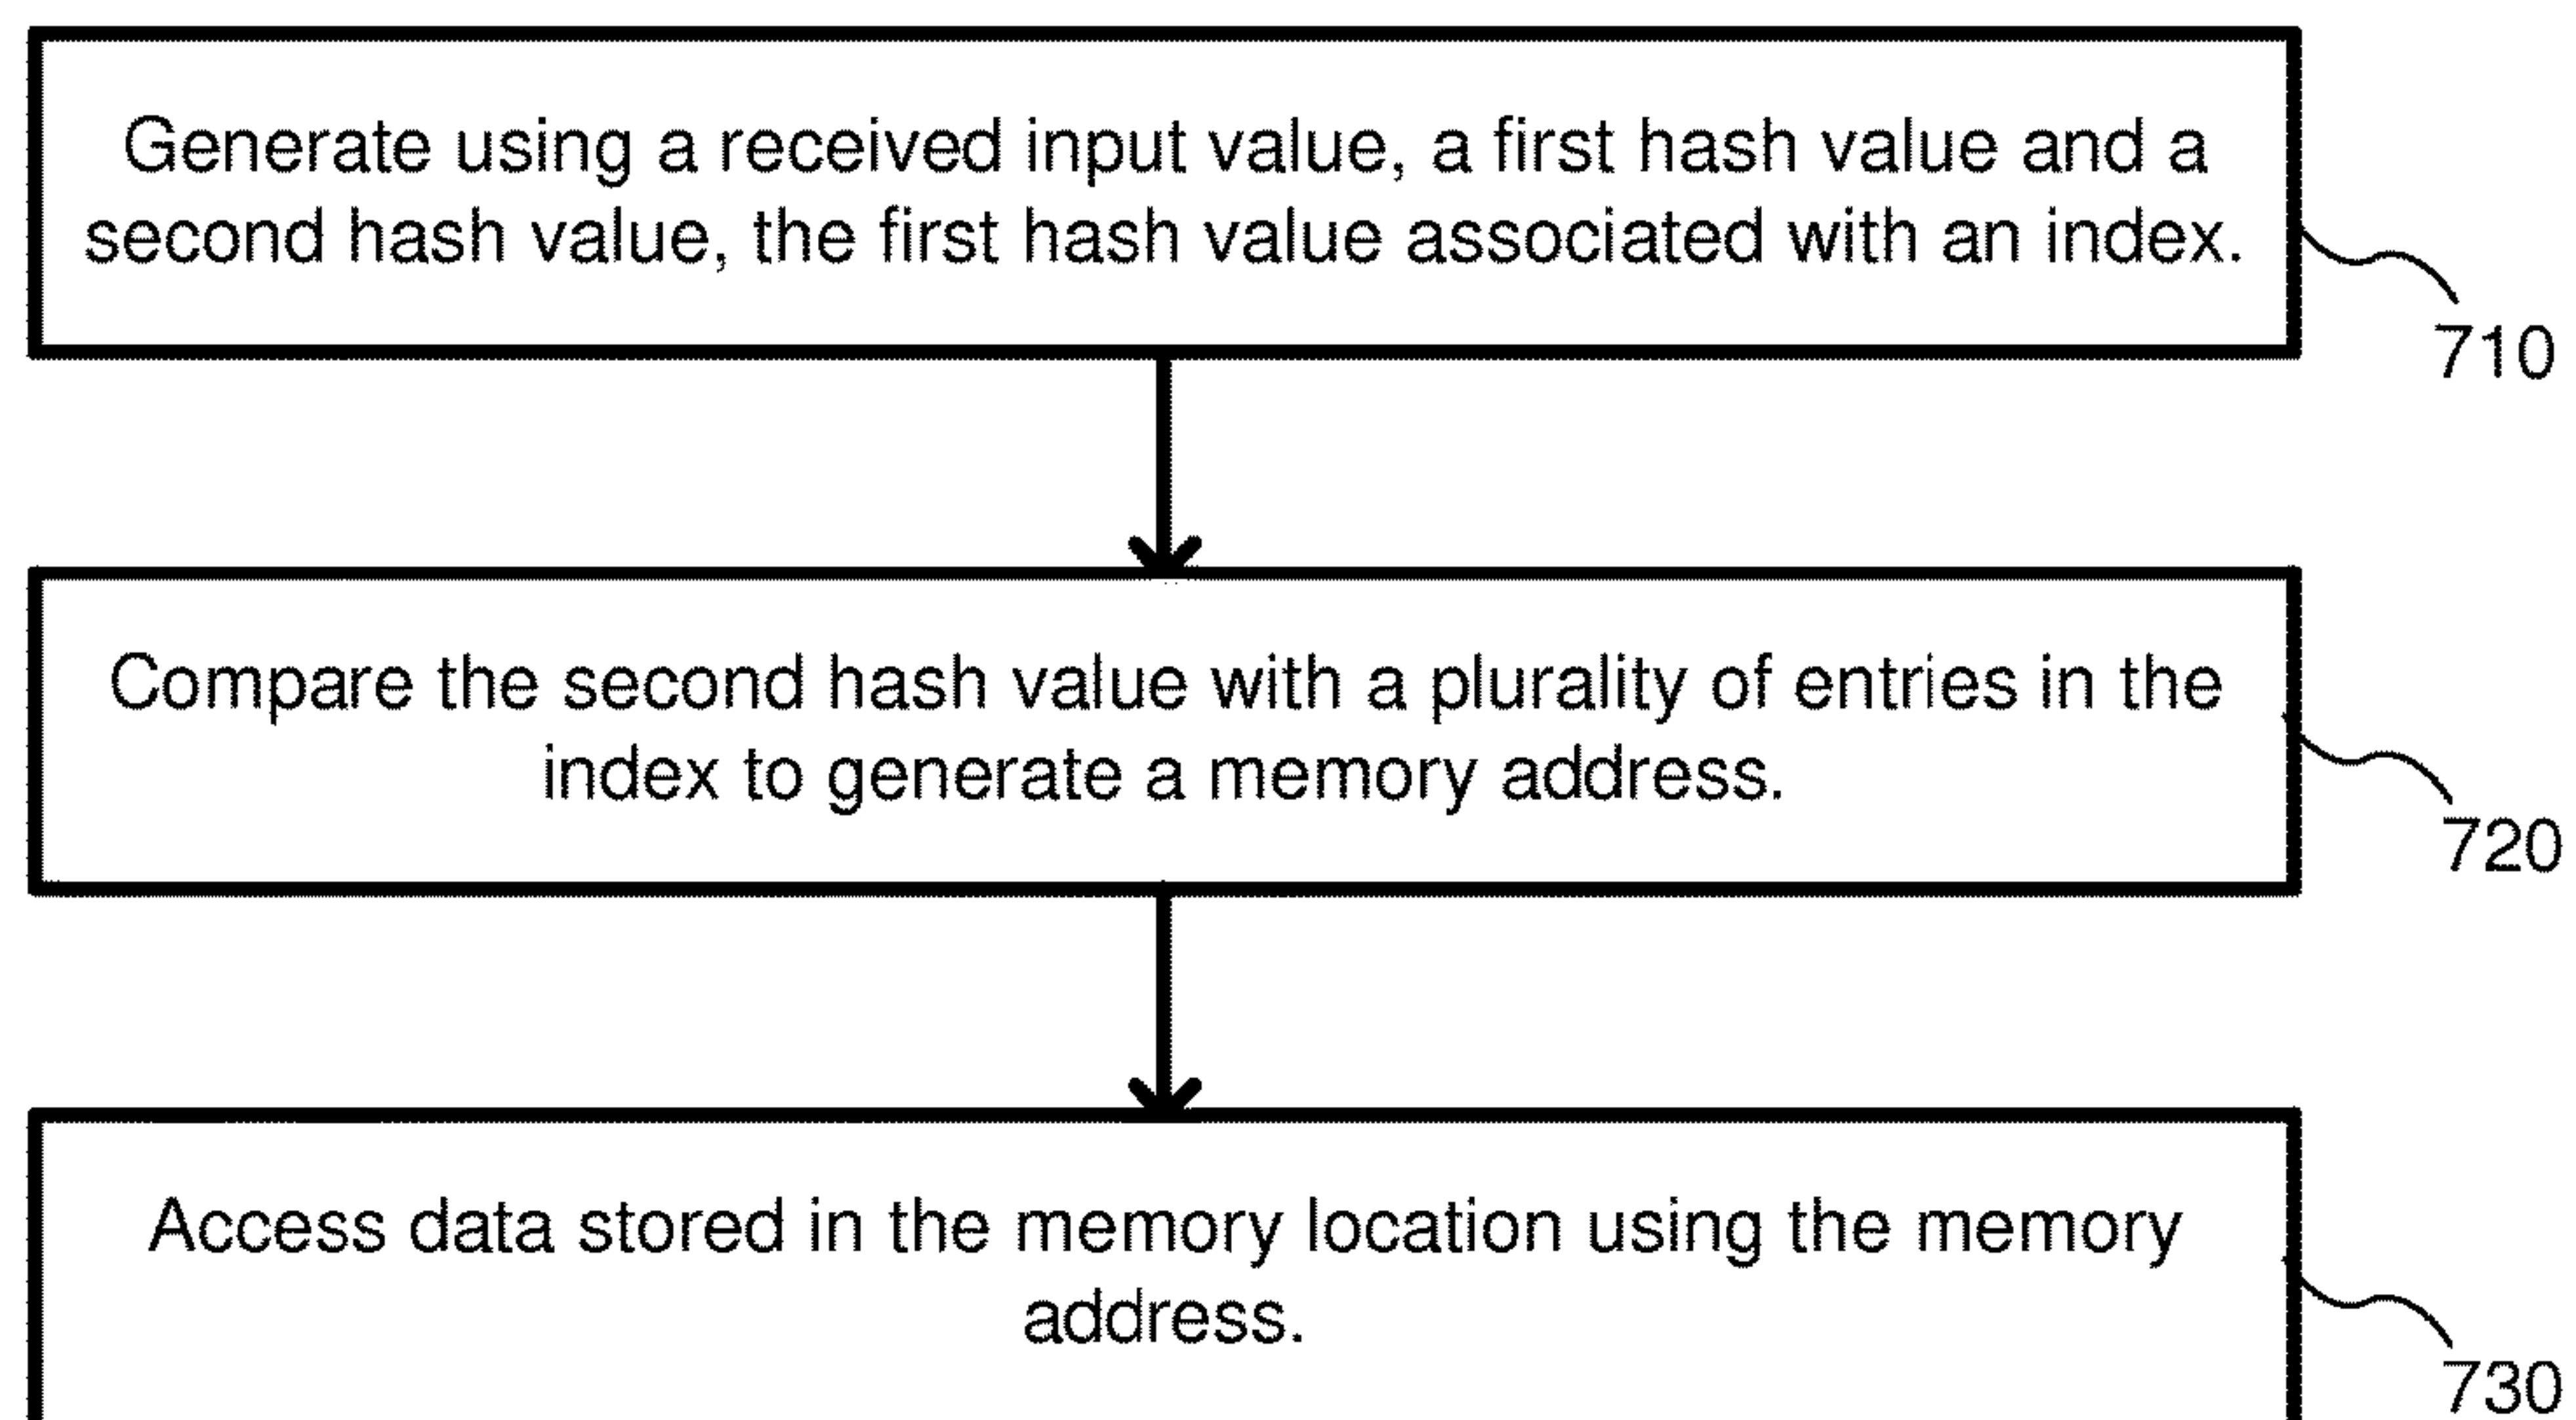 Generate using a received input value, a first hash value and a
second hash value, the first hash value associated with an index.
710
Compare the second hash value with a plurality of entries in the
index to generate a memory address.
720
Access data stored in the memory location using the memory
address.
730